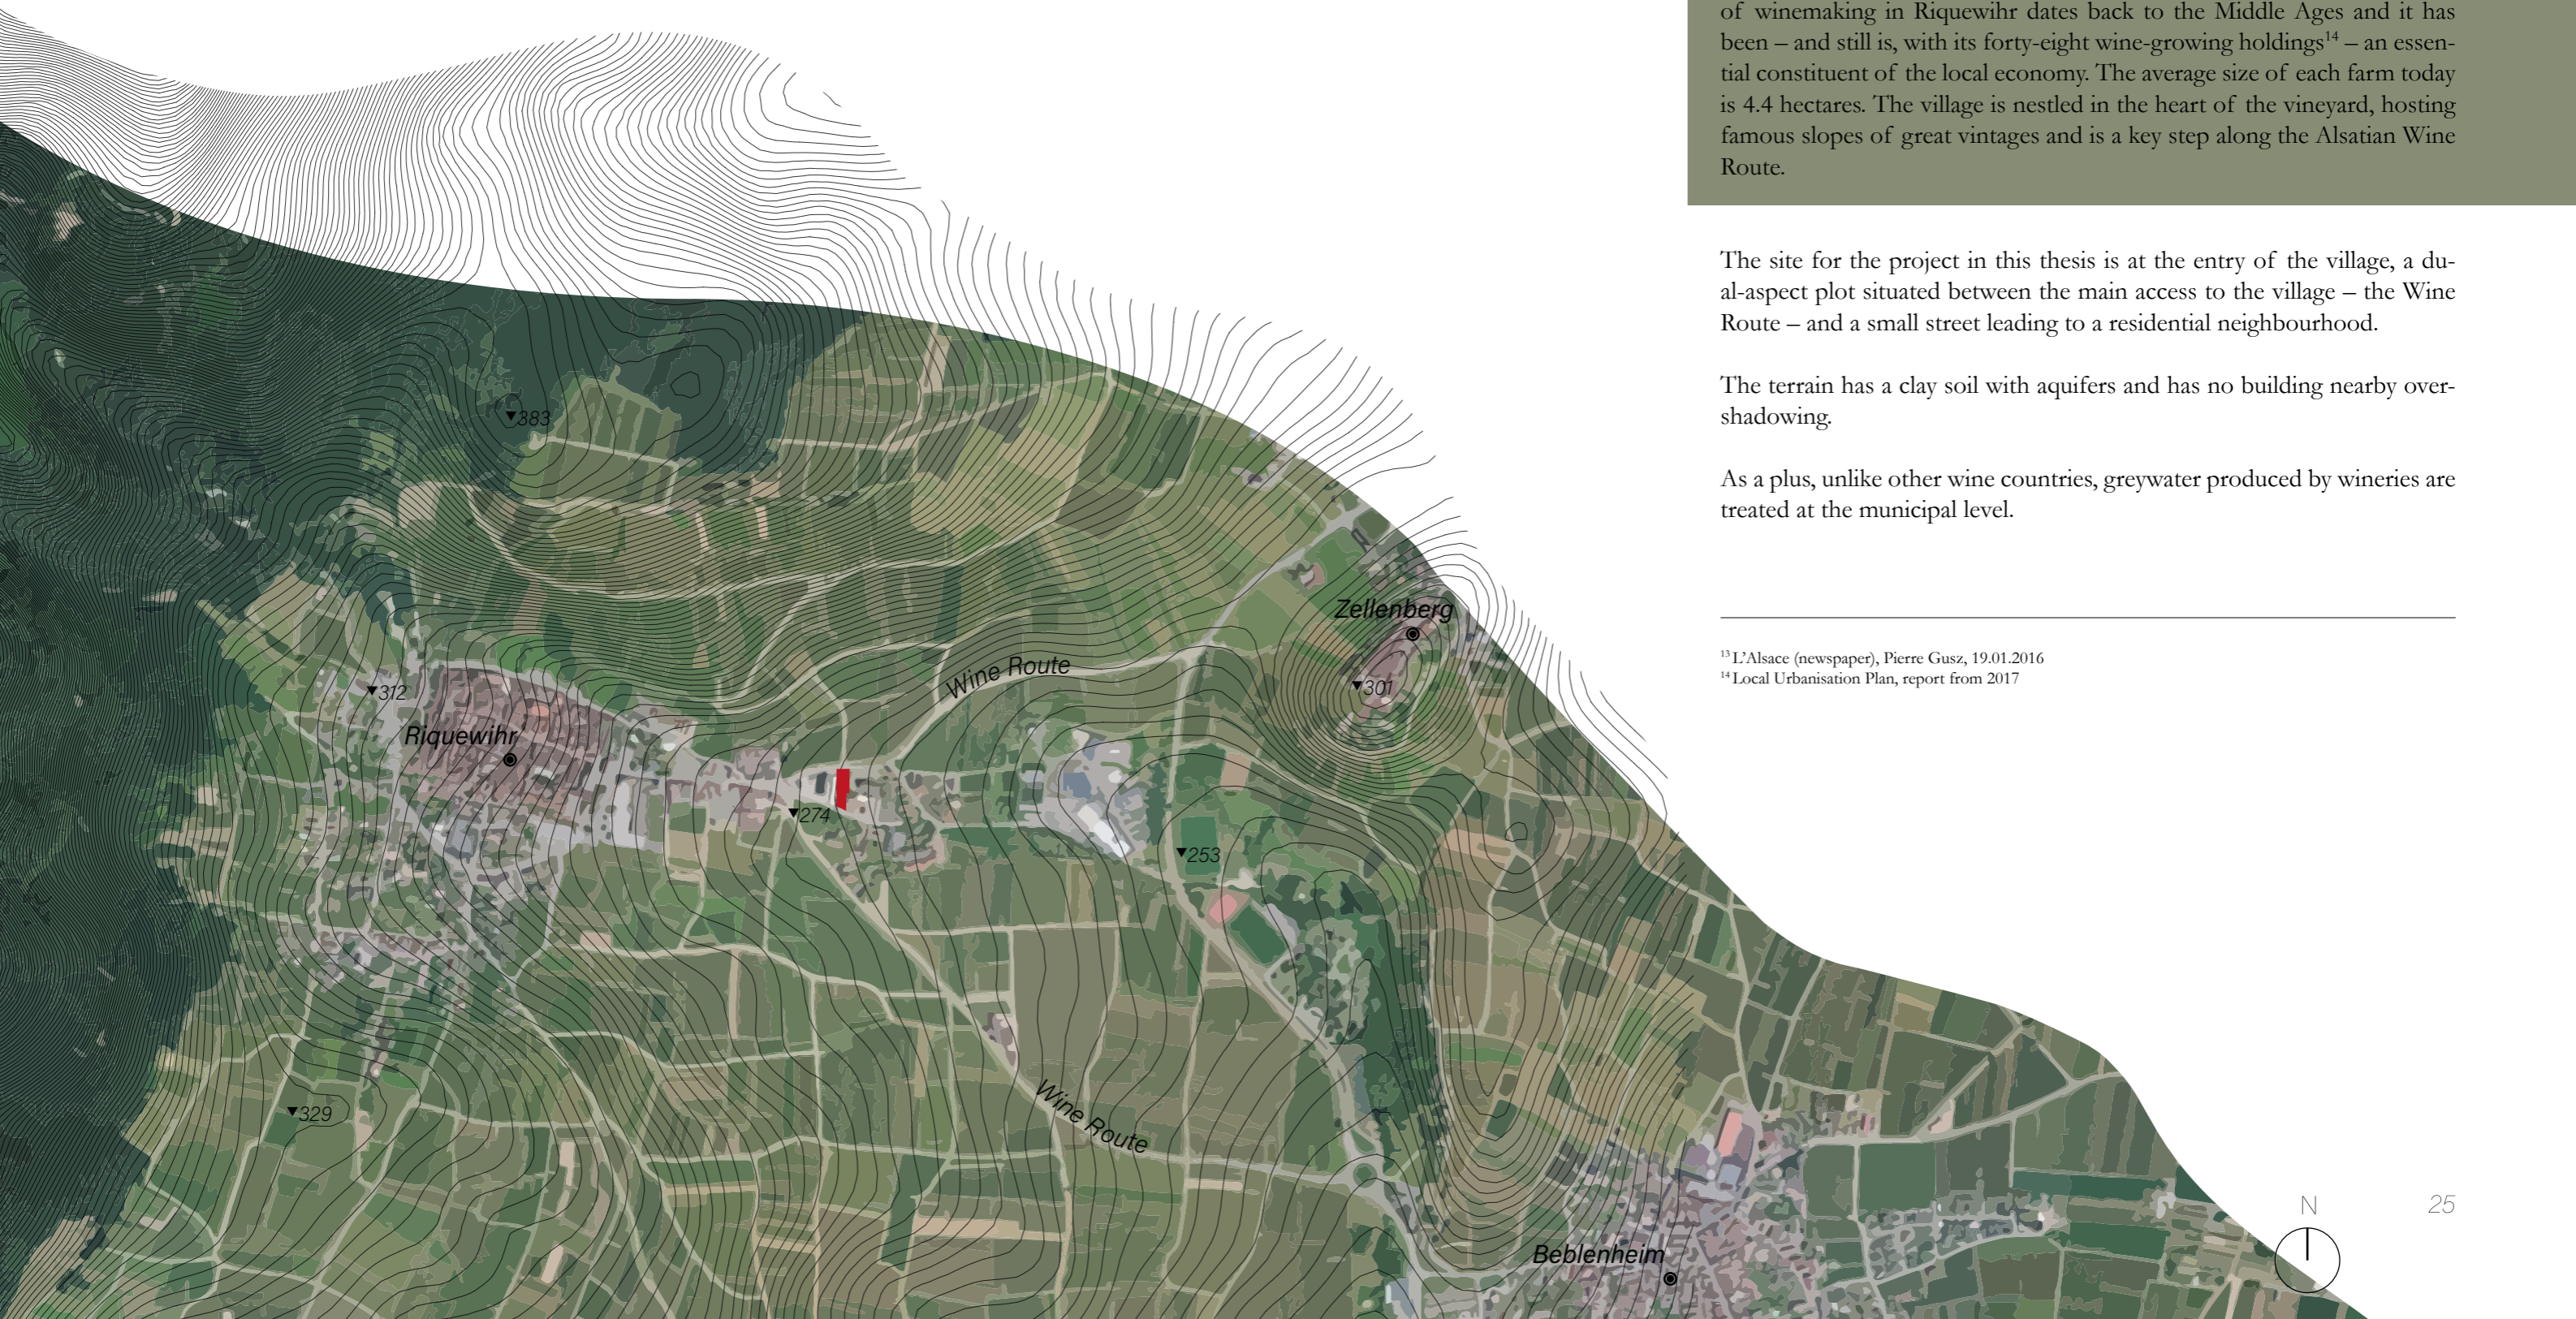 of winemaking in Riquewihr dates back to the Middle Ages and it has
been – and still is, with its forty-eight wine-growing holdings14 – an essen-
tial constituent of the local economy. The average size of each farm today
is 4.4 hectares. The village is nestled in the heart of the vineyard, hosting
famous slopes of great vintages and is a key step along the Alsatian Wine
Route.
The site for the project in this thesis is at the entry of the village, a du-
al-aspect plot situated between the main access to the village – the Wine
Route – and a small street leading to a residential neighbourhood.
The terrain has a clay soil with aquifers and has no building nearby over-
shadowing.
As a plus, unlike other wine countries, greywater produced by wineries are
treated at the municipal level.
13 L'Alsace (newspaper), Pierre Gusz, 19.01.2016
14 Local Urbanisation Plan, report from 2017
383
Zellenberg
Wine Route
301
312
Riquewihr
274
253
Wine Route
329
Beblenheim
N
25